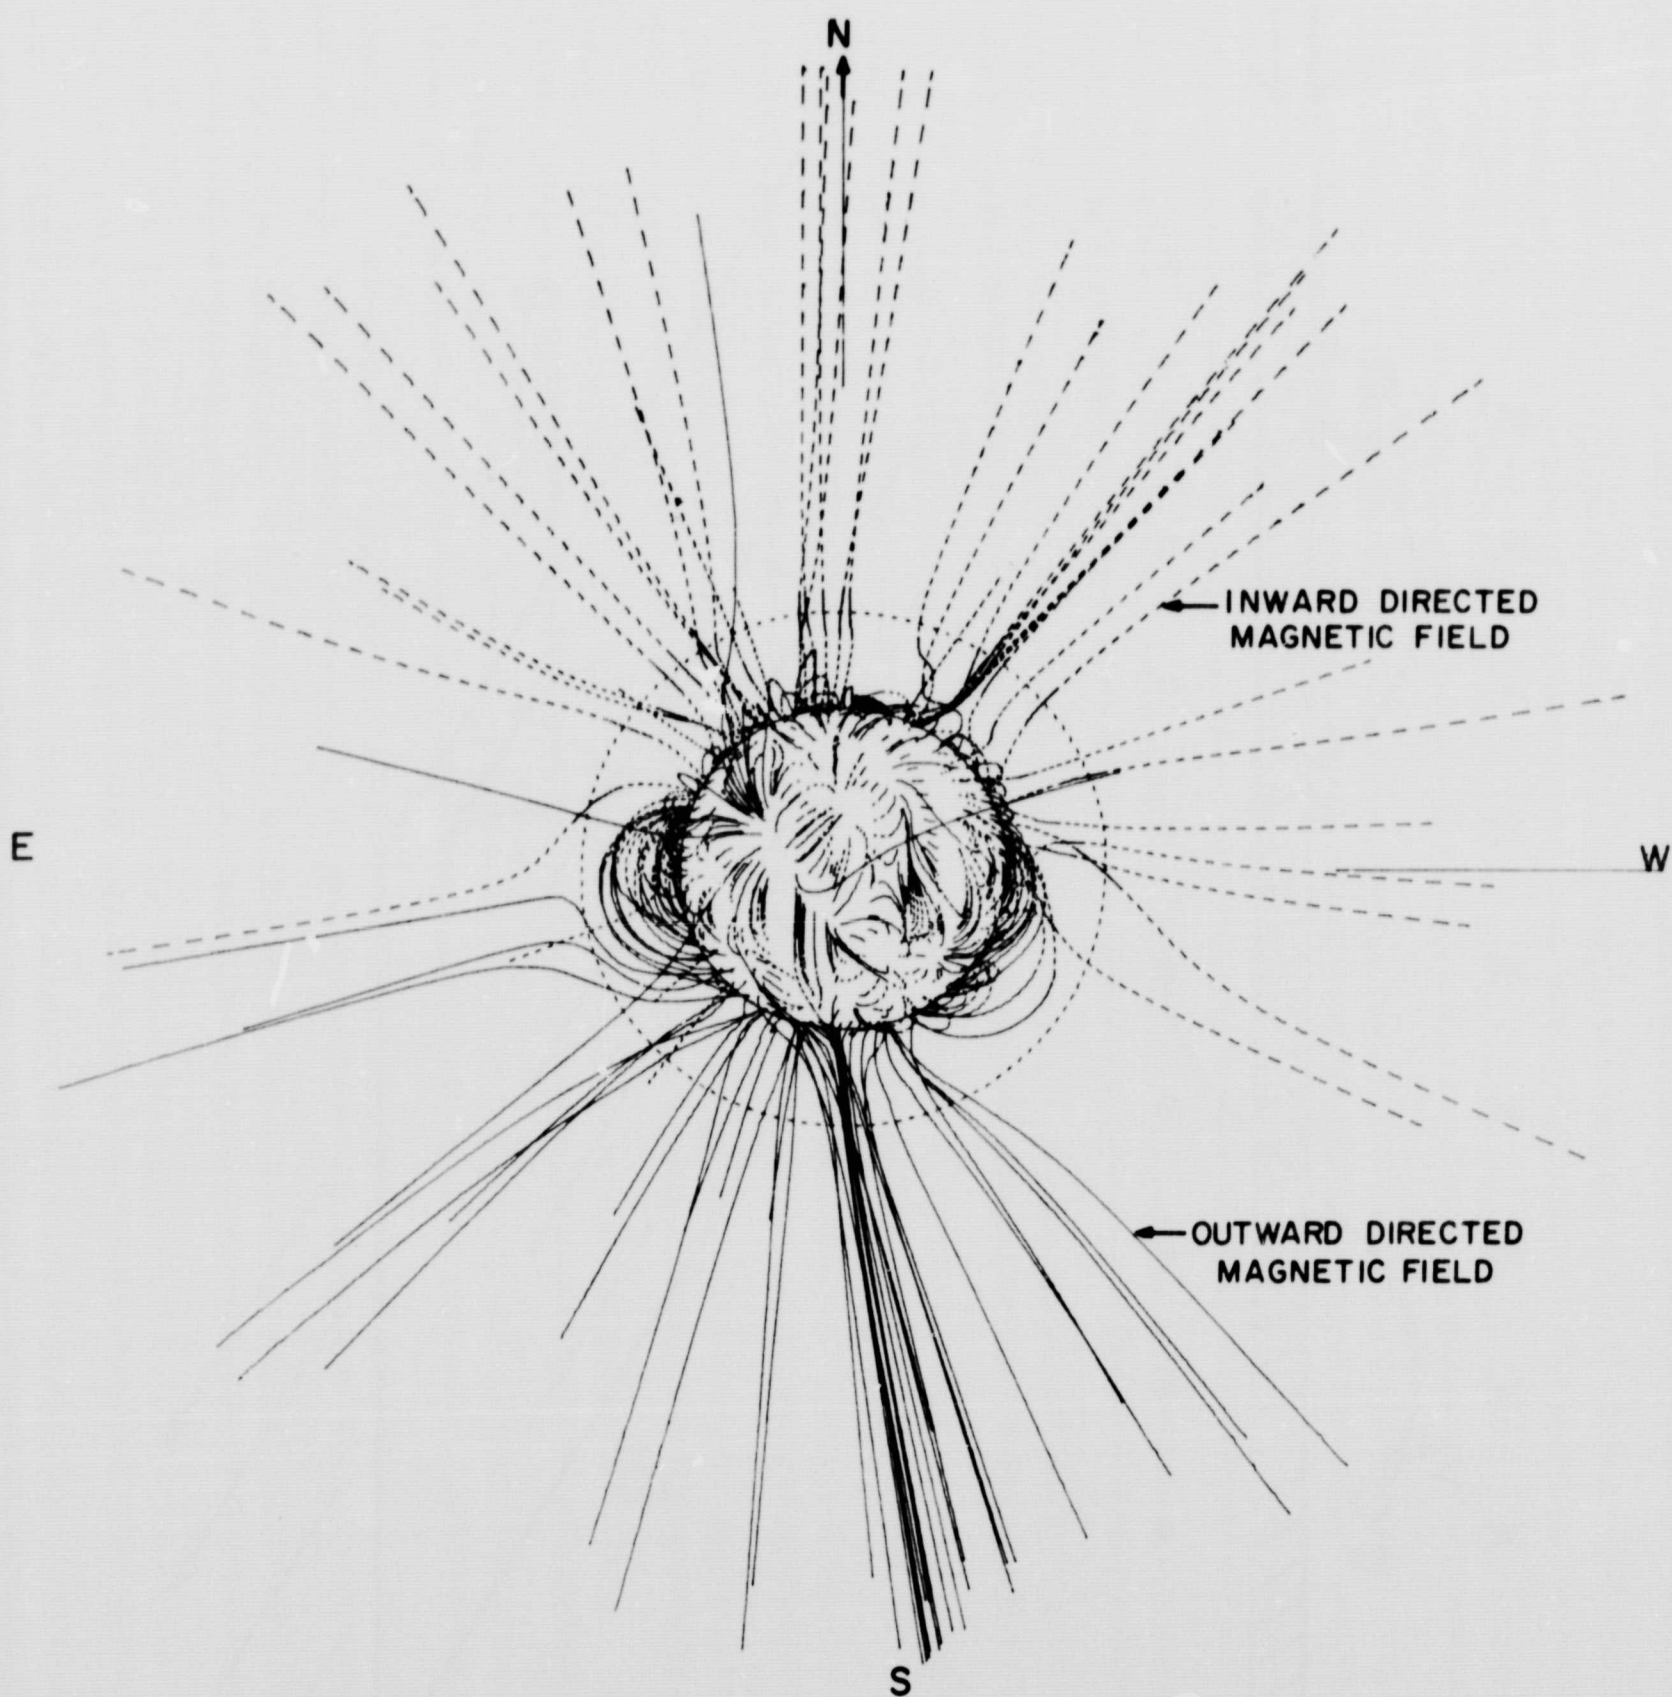 N
INWARD DIRECTED
MAGNETIC FIELD
E
W
OUTWARD DIRECTED
MAGNETIC FIELD
S